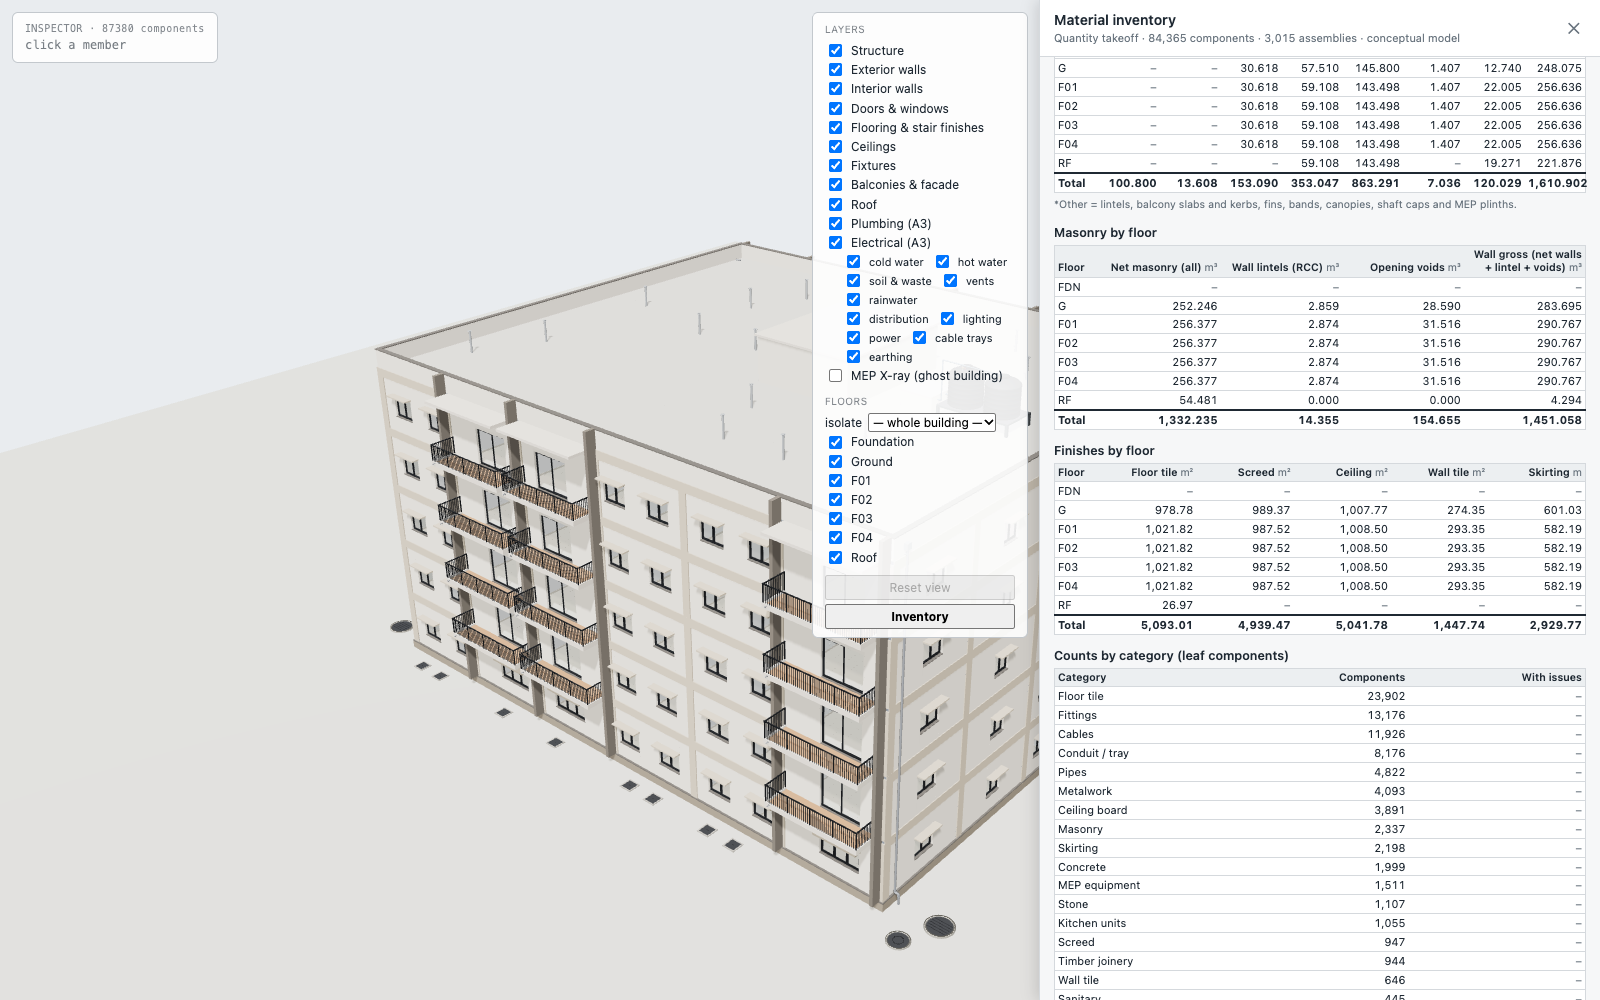 INSPECTOR · 87380 components
click a member
LAYERS
Structure
Exterior walls
Interior walls
Doors & windows
Flooring & stair finishes
Ceilings
Fixtures
Balconies & facade
Roof
Plumbing (A3)
Electrical (A3)
cold water hot water
soil & waste vents
rainwater
distribution lighting
power cable trays
earthing
MEP X-ray (ghost building)
FLOORS
isolate — whole building —
Foundation
Ground
F01
F02
F03
F04
Roof
Reset view
Inventory
Material inventory
Quantity takeoff · 84,365 components · 3,015 assemblies · conceptual model
G – – 30.618 57.510 145.800 1.407 12.740 248.075
F01 – – 30.618 59.108 143.498 1.407 22.005 256.636
F02 – – 30.618 59.108 143.498 1.407 22.005 256.636
F03 – – 30.618 59.108 143.498 1.407 22.005 256.636
F04 – – 30.618 59.108 143.498 1.407 22.005 256.636
RF – – – 59.108 143.498 – 19.271 221.876
Total 100.800 13.608 153.090 353.047 863.291 7.036 120.029 1,610.902
*Other = lintels, balcony slabs and kerbs, fins, bands, canopies, shaft caps and MEP plinths.
Masonry by floor
Floor Net masonry (all) m³ Wall lintels (RCC) m³ Opening voids m³ Wall gross (net walls + lintel + voids) m³
FDN – – – –
G 252.246 2.859 28.590 283.695
F01 256.377 2.874 31.516 290.767
F02 256.377 2.874 31.516 290.767
F03 256.377 2.874 31.516 290.767
F04 256.377 2.874 31.516 290.767
RF 54.481 0.000 0.000 4.294
Total 1,332.235 14.355 154.655 1,451.058
Finishes by floor
Floor Floor tile m² Screed m² Ceiling m² Wall tile m² Skirting m
FDN – – – – –
G 978.78 989.37 1,007.77 274.35 601.03
F01 1,021.82 987.52 1,008.50 293.35 582.19
F02 1,021.82 987.52 1,008.50 293.35 582.19
F03 1,021.82 987.52 1,008.50 293.35 582.19
F04 1,021.82 987.52 1,008.50 293.35 582.19
RF 26.97 – – – –
Total 5,093.01 4,939.47 5,041.78 1,447.74 2,929.77
Counts by category (leaf components)
Category Components With issues
Floor tile 23,902 –
Fittings 13,176 –
Cables 11,926 –
Conduit / tray 8,176 –
Pipes 4,822 –
Metalwork 4,093 –
Ceiling board 3,891 –
Masonry 2,337 –
Skirting 2,198 –
Concrete 1,999 –
MEP equipment 1,511 –
Stone 1,107 –
Kitchen units 1,055 –
Screed 947 –
Timber joinery 944 –
Wall tile 646 –
Sanitary 445 –